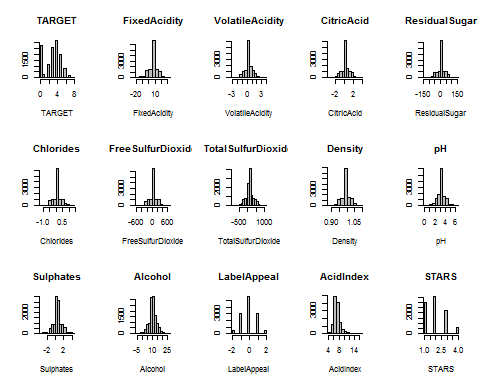 TARGET FixedAcidity VolatileAcidity CitricAcid ResidualSugar
1500 3000 3000 3000 3000
0 4 8 -20 10 -3 0 3 -2 2 -150 150
TARGET FixedAcidity VolatileAcidity CitricAcid ResidualSugar
Chlorides FreeSulfurDioxide TotalSulfurDioxide Density pH
3000 3000 2000 3000 2000
-1.0 0.5 -600 600 -500 1000 0.90 1.05 0 2 4 6
Chlorides FreeSulfurDioxide TotalSulfurDioxide Density pH
Sulphates Alcohol LabelAppeal AcidIndex STARS
3000 1500 3000 3000 3000
-2 2 -5 10 25 -2 0 2 4 8 14 1.0 2.5 4.0
Sulphates Alcohol LabelAppeal AcidIndex STARS